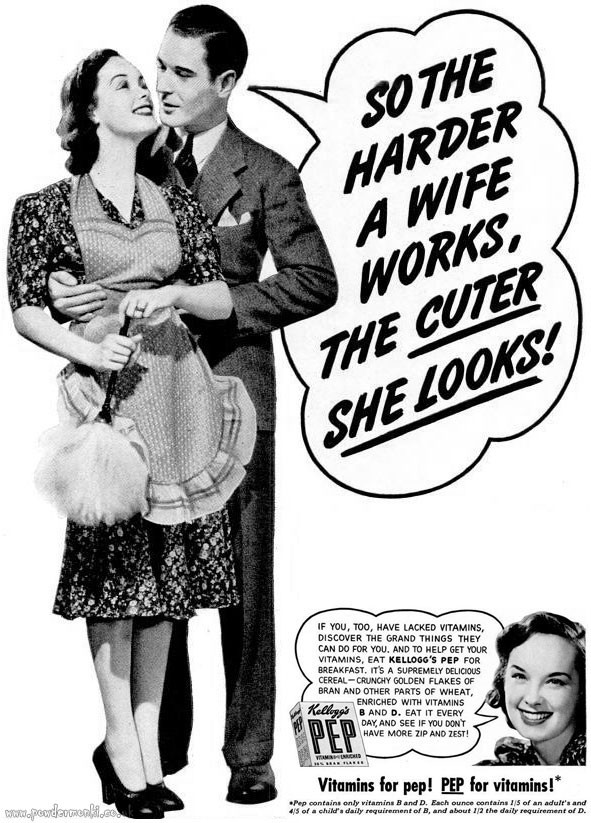 SO THE
HARDER
A WIFE
WORKS,
THE CUTER
SHE LOOKS!
IF YOU, TOO, HAVE LACKED VITAMINS,
DISCOVER THE GRAND THINGS THEY
CAN DO FOR YOU. AND TO HELP GET YOUR
VITAMINS, EAT KELLOGG'S PEP FOR
BREAKFAST. IT'S A SUPREMELY DELICIOUS
CEREAL—CRUNCHY GOLDEN FLAKES OF
BRAN AND OTHER PARTS OF WHEAT,
ENRICHED WITH VITAMINS
B AND D. EAT IT EVERY
DAY, AND SEE IF YOU DON'T
HAVE MORE ZIP AND ZEST!
Kellogg's
PEP
PEP
Vitamins for pep! PEP for vitamins!*
*Pep contains only vitamins B and D. Each ounce contains 1/5 of an adult's and
4/5 of a child's daily requirement of B, and about 1/2 the daily requirement of D.